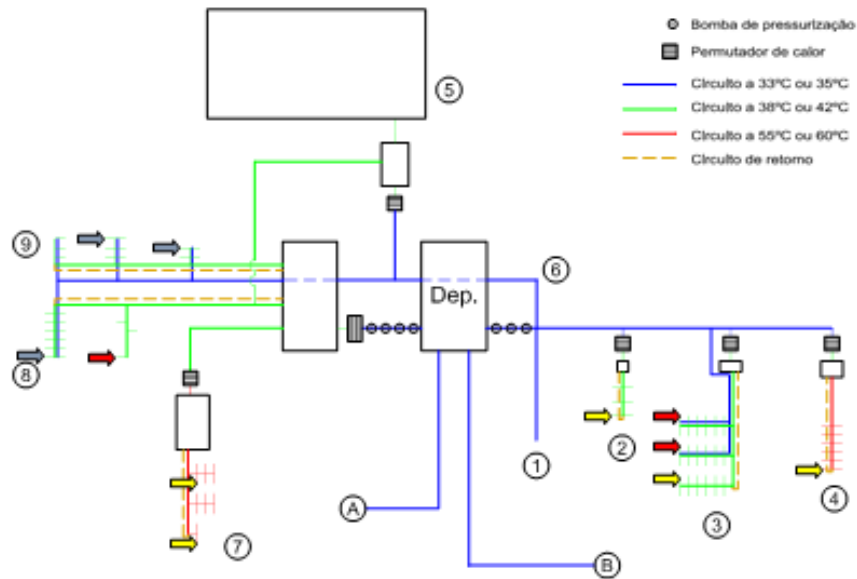 Bomba de pressurização
Permutador de calor
Circuito a 33ºC ou 35ºC
Circuito a 38ºC ou 42ºC
Circuito a 55ºC ou 60ºC
Circuito de retorno
5
9
6
Dep.
8
2
1
3
4
A
7
B